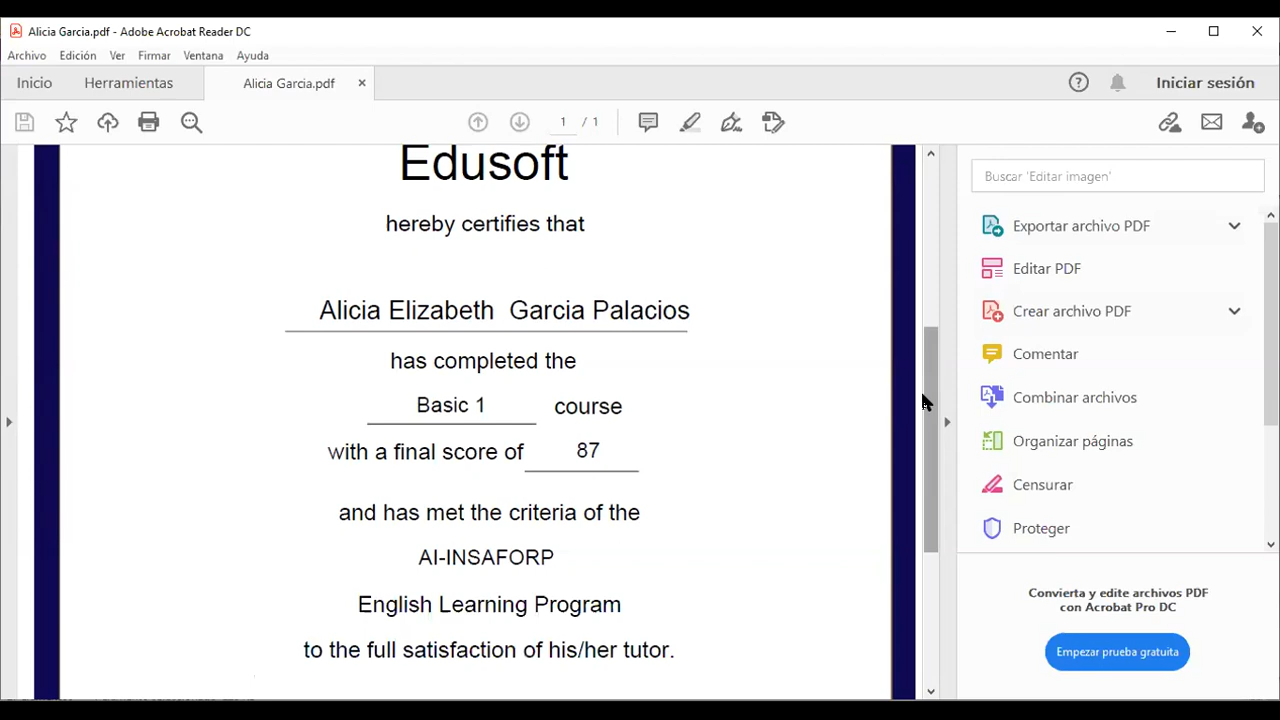 Alicia Garcia.pdf - Adobe Acrobat Reader DC
Archivo Edición Ver Firmar Ventana Ayuda
Inicio Herramientas Alicia Garcia.pdf × Iniciar sesión
1 / 1
Edusoft
hereby certifies that
Alicia Elizabeth Garcia Palacios
has completed the
Basic 1 course
with a final score of 87
and has met the criteria of the
AI-INSAFORP
English Learning Program
to the full satisfaction of his/her tutor.
Buscar 'Editar imagen'
Exportar archivo PDF
Editar PDF
Crear archivo PDF
Comentar
Combinar archivos
Organizar páginas
Censurar
Proteger
Convierta y edite archivos PDF
con Acrobat Pro DC
Empezar prueba gratuita